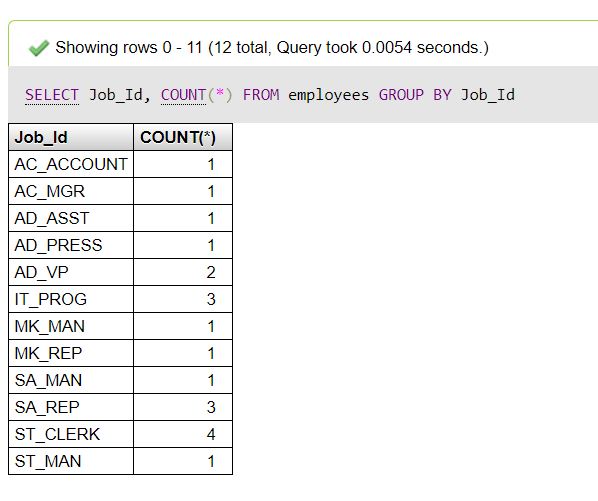 Showing rows 0 - 11 (12 total, Query took 0.0054 seconds.)
SELECT Job_Id, COUNT(*) FROM employees GROUP BY Job_Id
Job_Id COUNT(*)
AC_ACCOUNT 1
AC_MGR 1
AD_ASST 1
AD_PRESS 1
AD_VP 2
IT_PROG 3
MK_MAN 1
MK_REP 1
SA_MAN 1
SA_REP 3
ST_CLERK 4
ST_MAN 1